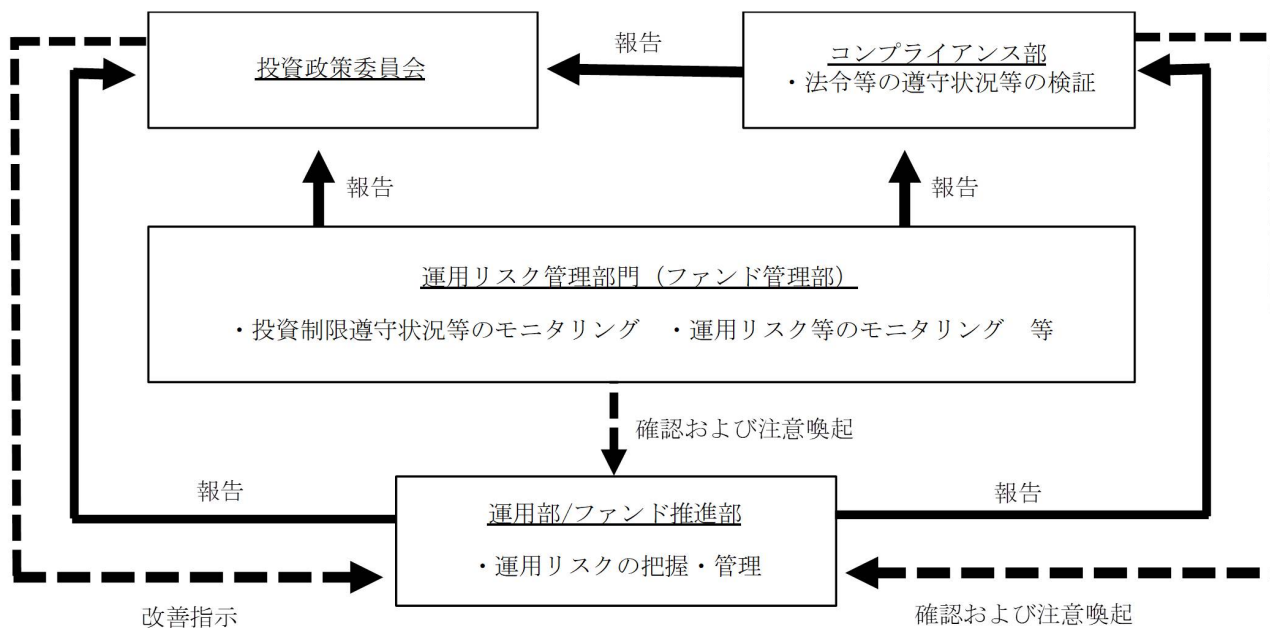 報告
投資政策委員会
コンプライアンス部
・法令等の遵守状況等の検証
報告
報告
運用リスク管理部門（ファンド管理部）
・投資制限遵守状況等のモニタリング　・運用リスク等のモニタリング　等
確認および注意喚起
報告
報告
運用部/ファンド推進部
・運用リスクの把握・管理
改善指示
確認および注意喚起